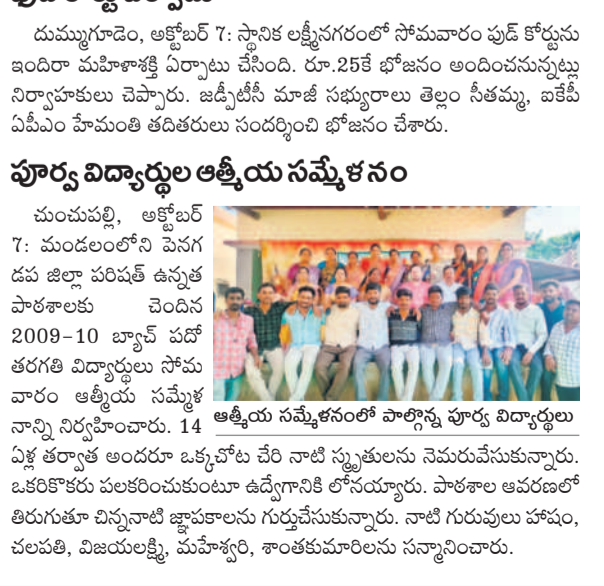 దుమ్ముగూడెం, అక్టోబర్ 7: స్థానిక లక్ష్మీనగరంలో సోమవారం ఫుడ్ కోర్టును
ఇందిరా మహిళాశక్తి ఏర్పాటు చేసింది. రూ.25కే భోజనం అందించనున్నట్లు
నిర్వాహకులు చెప్పారు. జడ్పీటీసీ మాజీ సభ్యురాలు తెల్లం సీతమ్మ, ఐకేపీ
ఏపీఎం హేమంతి తదితరులు సందర్శించి భోజనం చేశారు.
పూర్వ విద్యార్థుల ఆత్మీయ సమ్మేళనం
చుంచుపల్లి, అక్టోబర్
7: మండలంలోని పెనగ
డప జిల్లా పరిషత్ ఉన్నత
పాఠశాలకు చెందిన
2009-10 బ్యాచ్ పదో
తరగతి విద్యార్థులు సోమ
వారం ఆత్మీయ సమ్మేళ
నాన్ని నిర్వహించారు. 14
ఆత్మీయ సమ్మేళనంలో పాల్గొన్న పూర్వ విద్యార్థులు
ఏళ్ల తర్వాత అందరూ ఒక్కచోట చేరి నాటి స్మృతులను నెమరువేసుకున్నారు.
ఒకరికొకరు పలకరించుకుంటూ ఉద్వేగానికి లోనయ్యారు. పాఠశాల ఆవరణలో
తిరుగుతూ చిన్ననాటి జ్ఞాపకాలను గుర్తుచేసుకున్నారు. నాటి గురువులు హాషం,
చలపతి, విజయలక్ష్మి, మహేశ్వరి, శాంతకుమారిలను సన్మానించారు.